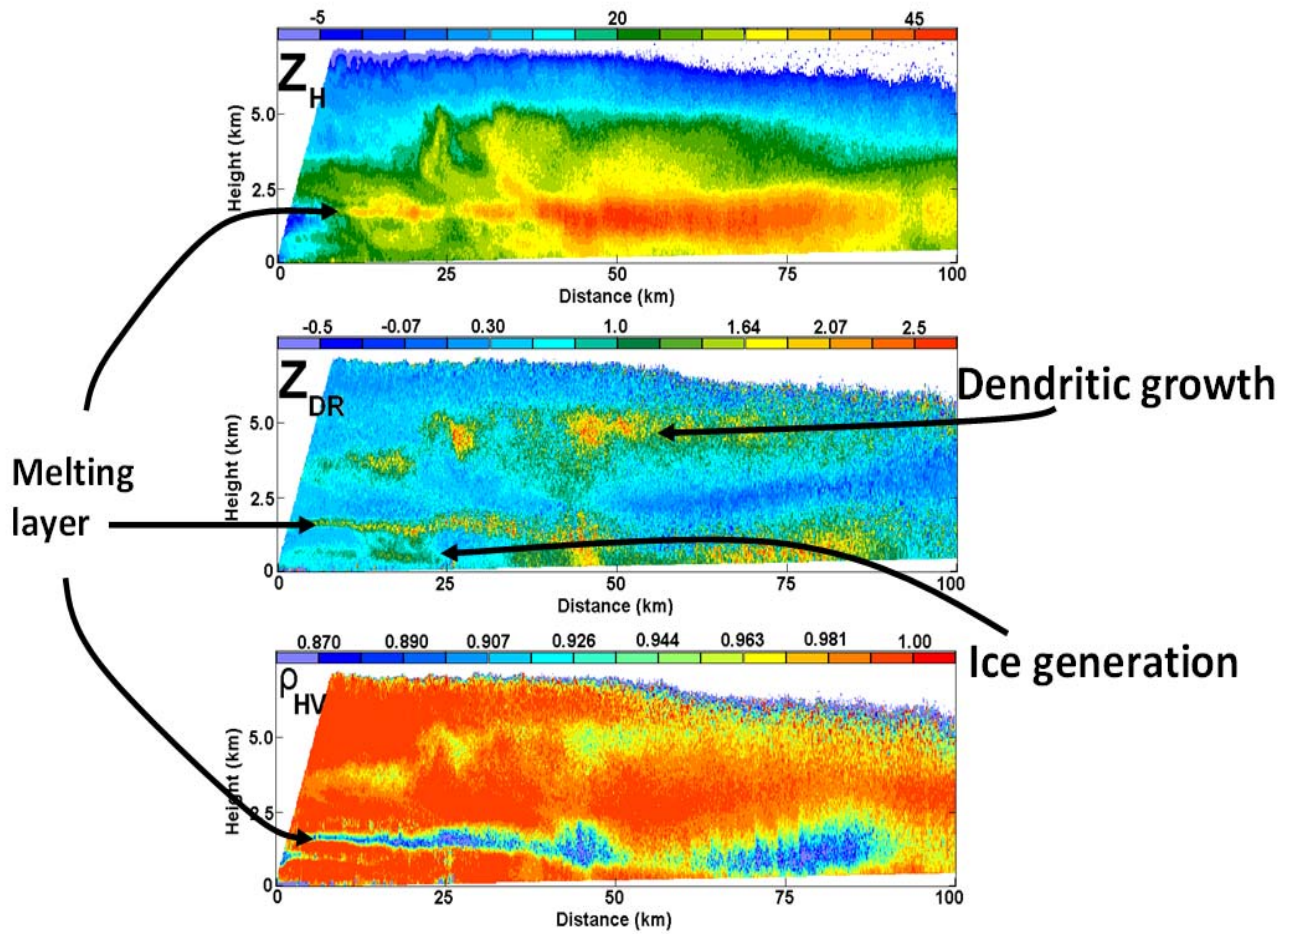 -5 20 45
Z
H
Height (km)
5.0
2.5
0
0 25 50 75 100
Distance (km)
-0.5 -0.07 0.30 1.0 1.64 2.07 2.5
Z
DR
Height (km)
5.0
2.5
0
0 25 50 75 100
Distance (km)
Dendritic growth
Melting
layer
Ice generation
0.870 0.890 0.907 0.926 0.944 0.963 0.981 1.00
ρ
HV
Height (km)
5.0
2.5
0
0 25 50 75 100
Distance (km)